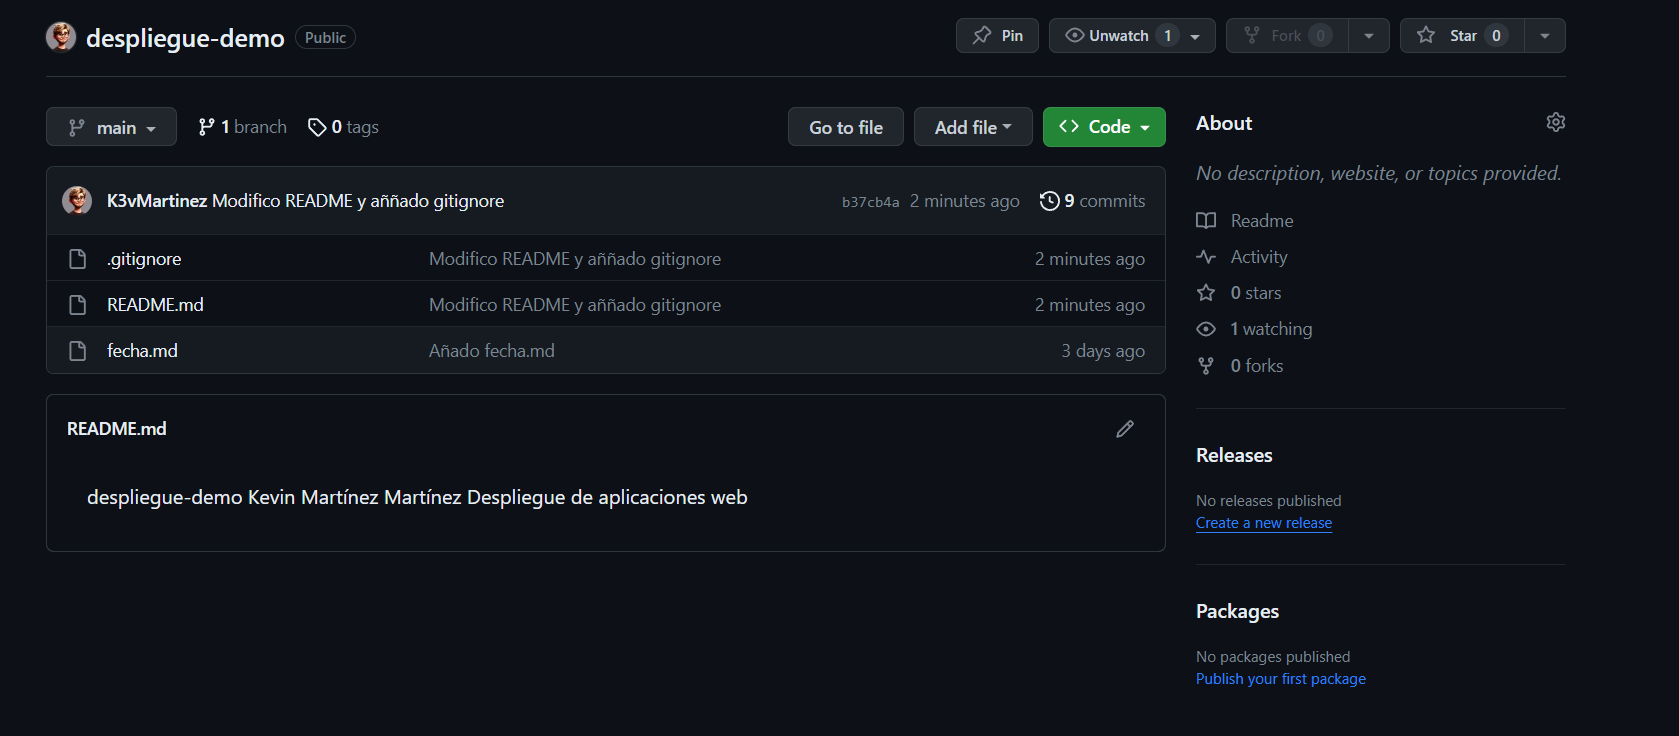 despliegue-demo Public
Pin Unwatch 1 Fork 0 Star 0
main 1 branch 0 tags Go to file Add file Code
K3vMartinez Modifico README y aññado gitignore b37cb4a 2 minutes ago 9 commits
.gitignore Modifico README y aññado gitignore 2 minutes ago
README.md Modifico README y aññado gitignore 2 minutes ago
fecha.md Añado fecha.md 3 days ago
README.md
despliegue-demo Kevin Martínez Martínez Despliegue de aplicaciones web
About
No description, website, or topics provided.
Readme
Activity
0 stars
1 watching
0 forks
Releases
No releases published
Create a new release
Packages
No packages published
Publish your first package